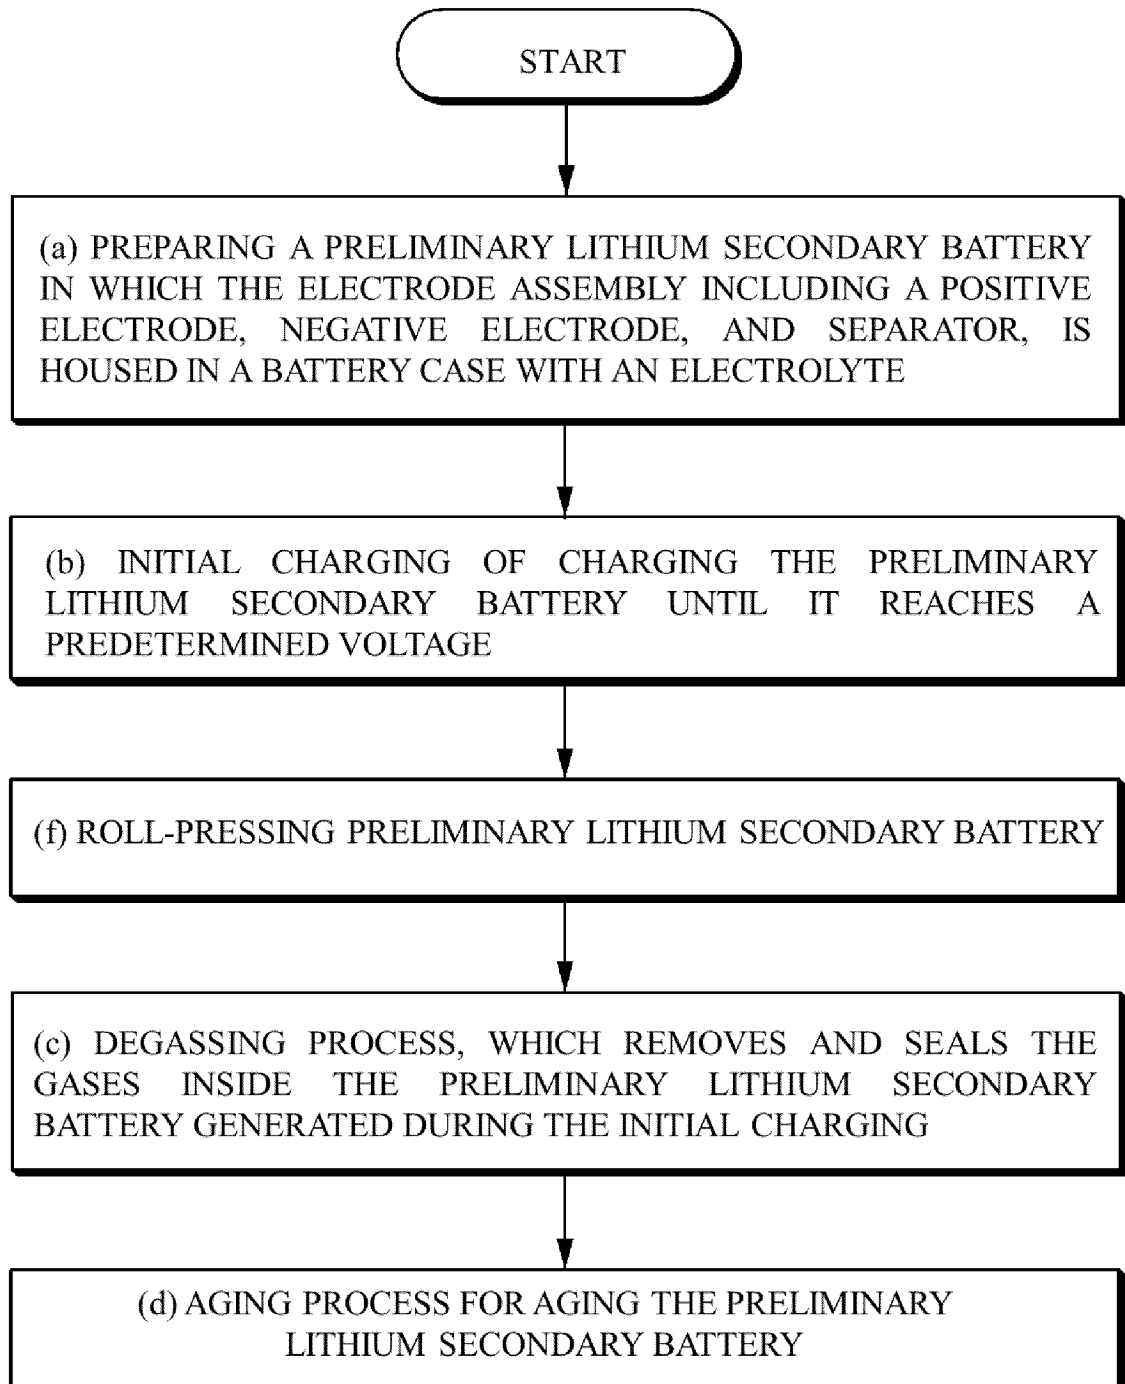 START
(a) PREPARING A PRELIMINARY LITHIUM SECONDARY BATTERY
IN WHICH THE ELECTRODE ASSEMBLY INCLUDING A POSITIVE
ELECTRODE, NEGATIVE ELECTRODE, AND SEPARATOR, IS
HOUSED IN A BATTERY CASE WITH AN ELECTROLYTE
(b) INITIAL CHARGING OF CHARGING THE PRELIMINARY
LITHIUM SECONDARY BATTERY UNTIL IT REACHES A
PREDETERMINED VOLTAGE
(f) ROLL-PRESSING PRELIMINARY LITHIUM SECONDARY BATTERY
(c) DEGASSING PROCESS, WHICH REMOVES AND SEALS THE
GASES INSIDE THE PRELIMINARY LITHIUM SECONDARY
BATTERY GENERATED DURING THE INITIAL CHARGING
(d) AGING PROCESS FOR AGING THE PRELIMINARY
LITHIUM SECONDARY BATTERY